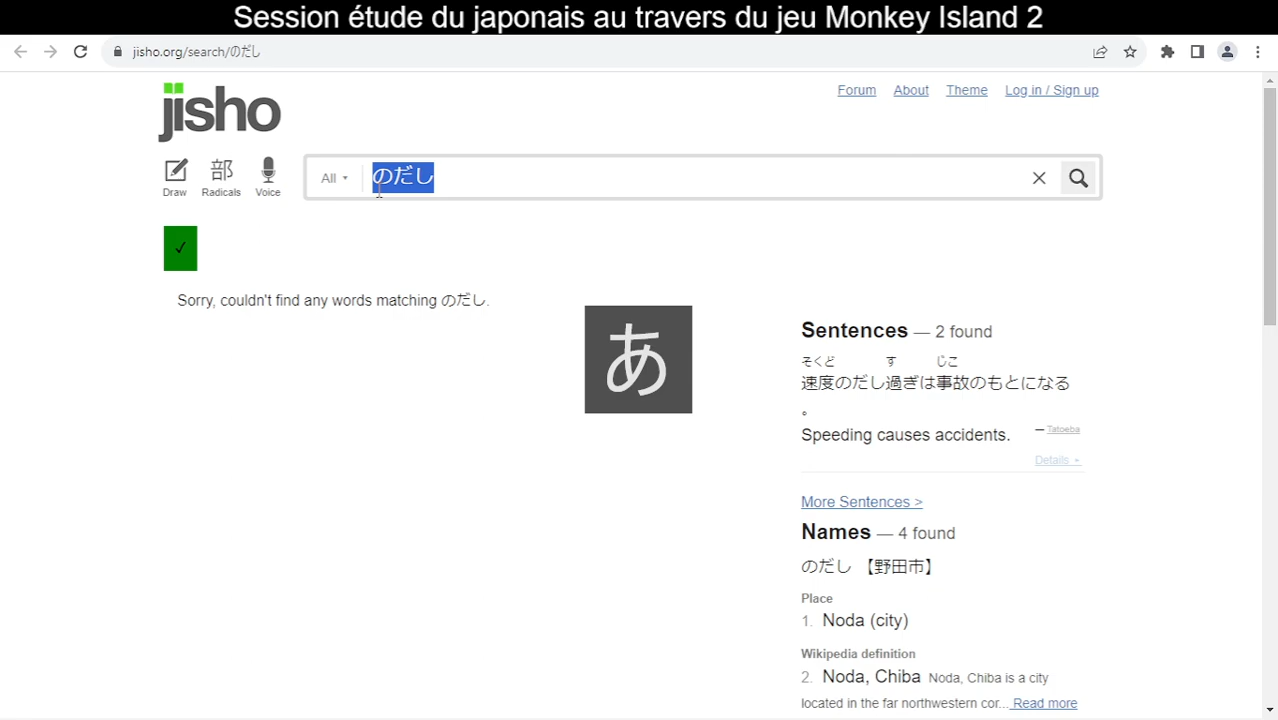 Session étude du japonais au travers du jeu Monkey Island 2
jisho.org/search/のだし
jisho
Forum About Theme Log in / Sign up
部
Draw Radicals Voice
All のだし
✓
Sorry, couldn't find any words matching のだし.
あ
Sentences — 2 found
そくど す じこ
速度のだし過ぎは事故のもとになる
。
Speeding causes accidents. — Tatoeba
Details
More Sentences >
Names — 4 found
のだし 【野田市】
Place
1. Noda (city)
Wikipedia definition
2. Noda, Chiba Noda, Chiba is a city
located in the far northwestern cor... Read more